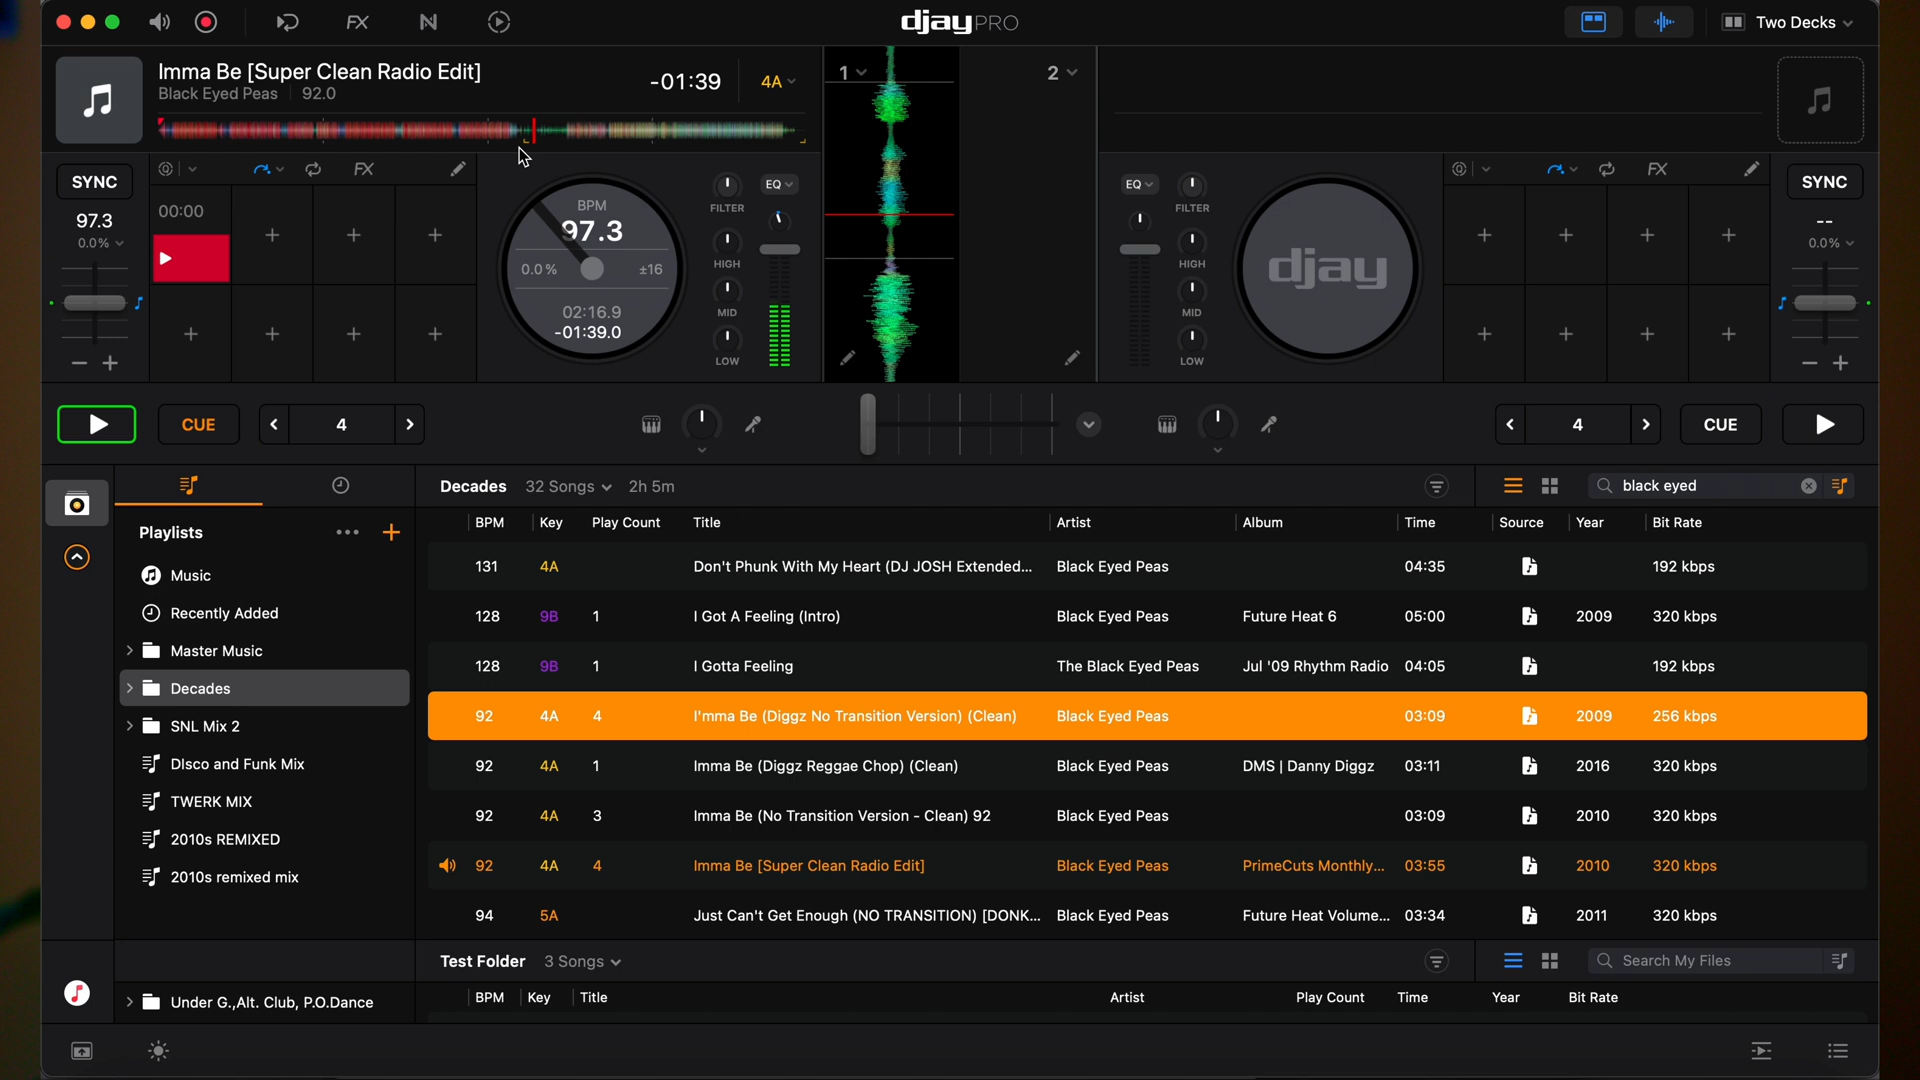 FX
djay PRO
Two Decks
Imma Be [Super Clean Radio Edit]
Black Eyed Peas 92.0
-01:39
4A
1
2
SYNC
97.3
0.0%
FX
00:00
BPM
97.3
0.0% ±16
02:16.9
-01:39.0
FILTER
HIGH
MID
LOW
EQ
EQ
FILTER
HIGH
MID
LOW
djay
FX
SYNC
--
0.0%
CUE
4
4
CUE
Decades 32 Songs 2h 5m
black eyed
Playlists
Music
Recently Added
Master Music
Decades
SNL Mix 2
DIsco and Funk Mix
TWERK MIX
2010s REMIXED
2010s remixed mix
BPM Key Play Count Title Artist Album Time Source Year Bit Rate
131 4A Don't Phunk With My Heart (DJ JOSH Extended... Black Eyed Peas 04:35 192 kbps
128 9B 1 I Got A Feeling (Intro) Black Eyed Peas Future Heat 6 05:00 2009 320 kbps
128 9B 1 I Gotta Feeling The Black Eyed Peas Jul '09 Rhythm Radio 04:05 192 kbps
92 4A 4 I'mma Be (Diggz No Transition Version) (Clean) Black Eyed Peas 03:09 2009 256 kbps
92 4A 1 Imma Be (Diggz Reggae Chop) (Clean) Black Eyed Peas DMS | Danny Diggz 03:11 2016 320 kbps
92 4A 3 Imma Be (No Transition Version - Clean) 92 Black Eyed Peas 03:09 2010 320 kbps
92 4A 4 Imma Be [Super Clean Radio Edit] Black Eyed Peas PrimeCuts Monthly... 03:55 2010 320 kbps
94 5A Just Can't Get Enough (NO TRANSITION) [DONK... Black Eyed Peas Future Heat Volume... 03:34 2011 320 kbps
Test Folder 3 Songs
Search My Files
Under G.,Alt. Club, P.O.Dance
BPM Key Title Artist Play Count Time Year Bit Rate